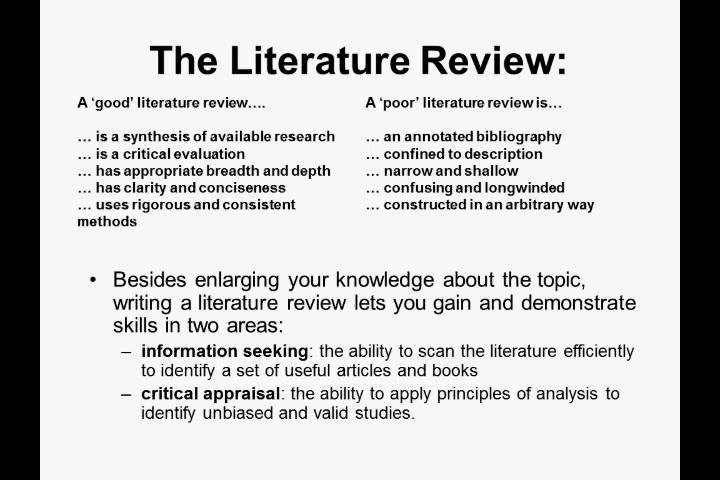 The Literature Review:
A ‘good’ literature review….
… is a synthesis of available research
… is a critical evaluation
… has appropriate breadth and depth
… has clarity and conciseness
… uses rigorous and consistent
methods
A ‘poor’ literature review is…
… an annotated bibliography
… confined to description
… narrow and shallow
… confusing and longwinded
… constructed in an arbitrary way
• Besides enlarging your knowledge about the topic,
writing a literature review lets you gain and demonstrate
skills in two areas:
– information seeking: the ability to scan the literature efficiently
to identify a set of useful articles and books
– critical appraisal: the ability to apply principles of analysis to
identify unbiased and valid studies.